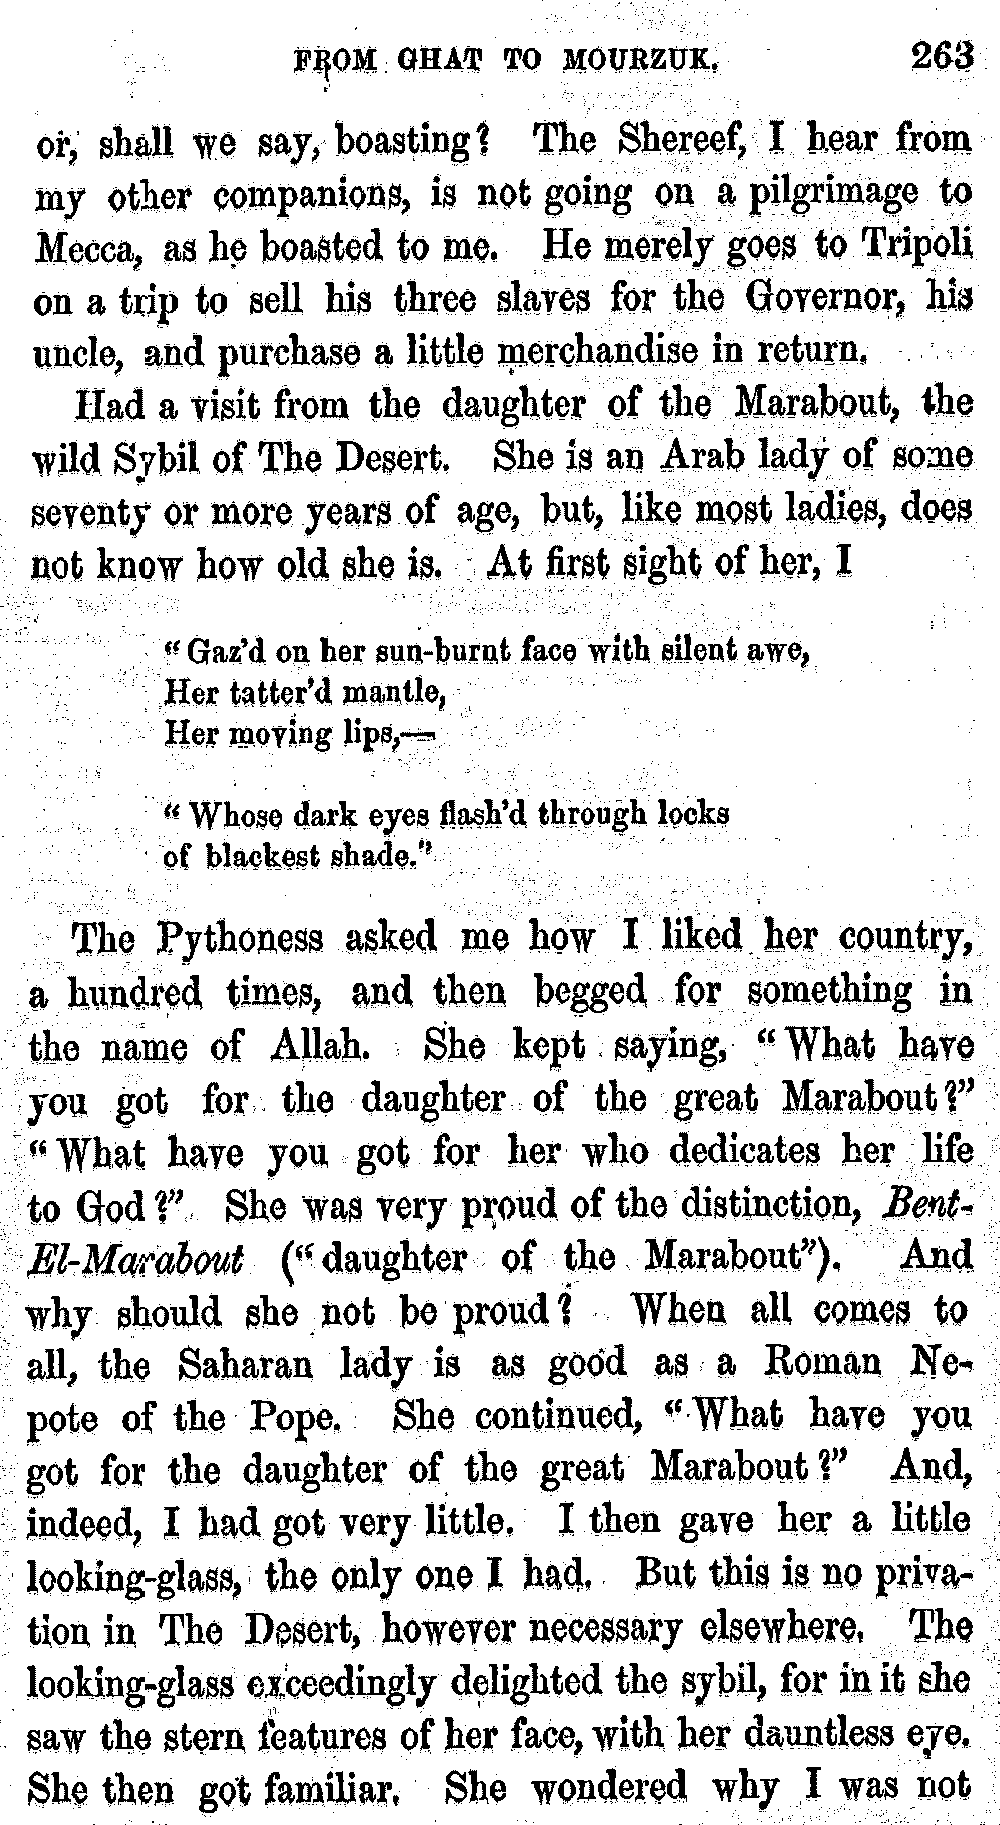 FROM GHAT TO MOURZUK. 263
or, shall we say, boasting? The Shereef, I hear from
my other companions, is not going on a pilgrimage to
Mecca, as he boasted to me. He merely goes to Tripoli
on a trip to sell his three slaves for the Governor, his
uncle, and purchase a little merchandise in return.
Had a visit from the daughter of the Marabout, the
wild Sybil of The Desert. She is an Arab lady of some
seventy or more years of age, but, like most ladies, does
not know how old she is. At first sight of her, I
“Gaz'd on her sun-burnt face with silent awe,
Her tatter'd mantle,
Her moving lips,—
“Whose dark eyes flash'd through locks
of blackest shade.”
The Pythoness asked me how I liked her country,
a hundred times, and then begged for something in
the name of Allah. She kept saying, “What have
you got for the daughter of the great Marabout?”
“What have you got for her who dedicates her life
to God?” She was very proud of the distinction, Bent-
El-Marabout (“daughter of the Marabout”). And
why should she not be proud? When all comes to
all, the Saharan lady is as good as a Roman Ne-
pote of the Pope. She continued, “What have you
got for the daughter of the great Marabout?” And,
indeed, I had got very little. I then gave her a little
looking-glass, the only one I had. But this is no priva-
tion in The Desert, however necessary elsewhere. The
looking-glass exceedingly delighted the sybil, for in it she
saw the stern features of her face, with her dauntless eye.
She then got familiar. She wondered why I was not